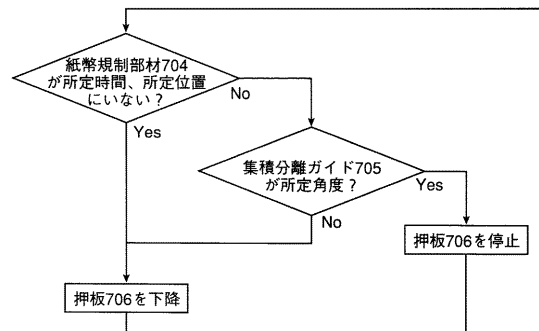 紙幣規制部材704
が所定時間、所定位置
にいない？
No
Yes
集積分離ガイド705
が所定角度？
Yes
No
押板706を停止
押板706を下降